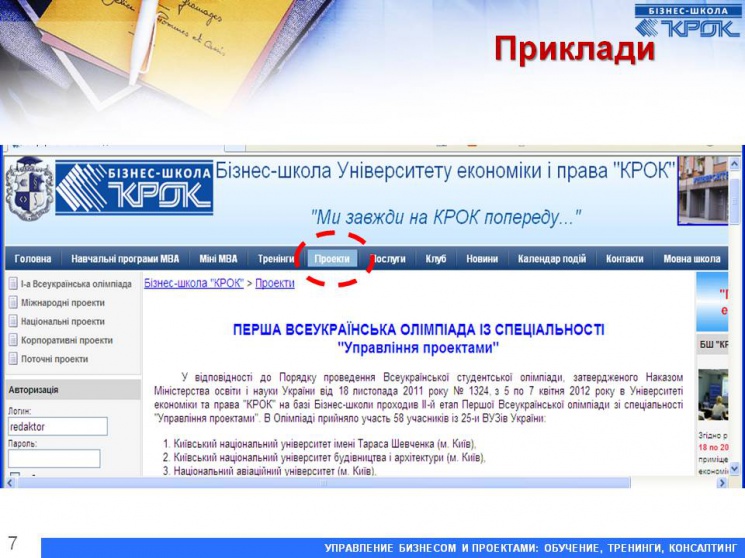 БІЗНЕС-ШКОЛА
КРОК
Приклади
БІЗНЕС-ШКОЛА
КРОК
Бізнес-школа Університету економіки і права "КРОК"
"Ми завжди на КРОК попереду..."
Головна Навчальні програми МВА Міні МВА Тренінги Проекти Послуги Клуб Новини Календар подій Контакти Мовна школа
І-а Всеукраїнська олімпіада
Міжнародні проекти
Національні проекти
Корпоративні проекти
Поточні проекти
Бізнес-школа "КРОК" > Проекти
ПЕРША ВСЕУКРАЇНСЬКА ОЛІМПІАДА ІЗ СПЕЦІАЛЬНОСТІ
"Управління проектами"
У відповідності до Порядку проведення Всеукраїнської студентської олімпіади, затвердженого Наказом
Міністерства освіти і науки України від 18 листопада 2011 року № 1324, з 5 по 7 квітня 2012 року в Університеті
економіки та права "КРОК" на базі Бізнес-школи проходив ІІ-й етап Першої Всеукраїнської олімпіади зі спеціальності
"Управління проектами". В Олімпіаді прийняло участь 58 учасників із 25-и ВУЗів України:
1. Київський національний університет імені Тараса Шевченка (м. Київ),
2. Київський національний університет будівництва і архітектури (м. Київ),
3. Національний авіаційний університет (м. Київ)
Авторизація
Логин:
redaktor
Пароль:
БШ "КР
Згідно р
18 по 20
приміще
економік
7
УПРАВЛЕНИЕ БИЗНЕСОМ И ПРОЕКТАМИ: ОБУЧЕНИЕ, ТРЕНИНГИ, КОНСАЛТИНГ